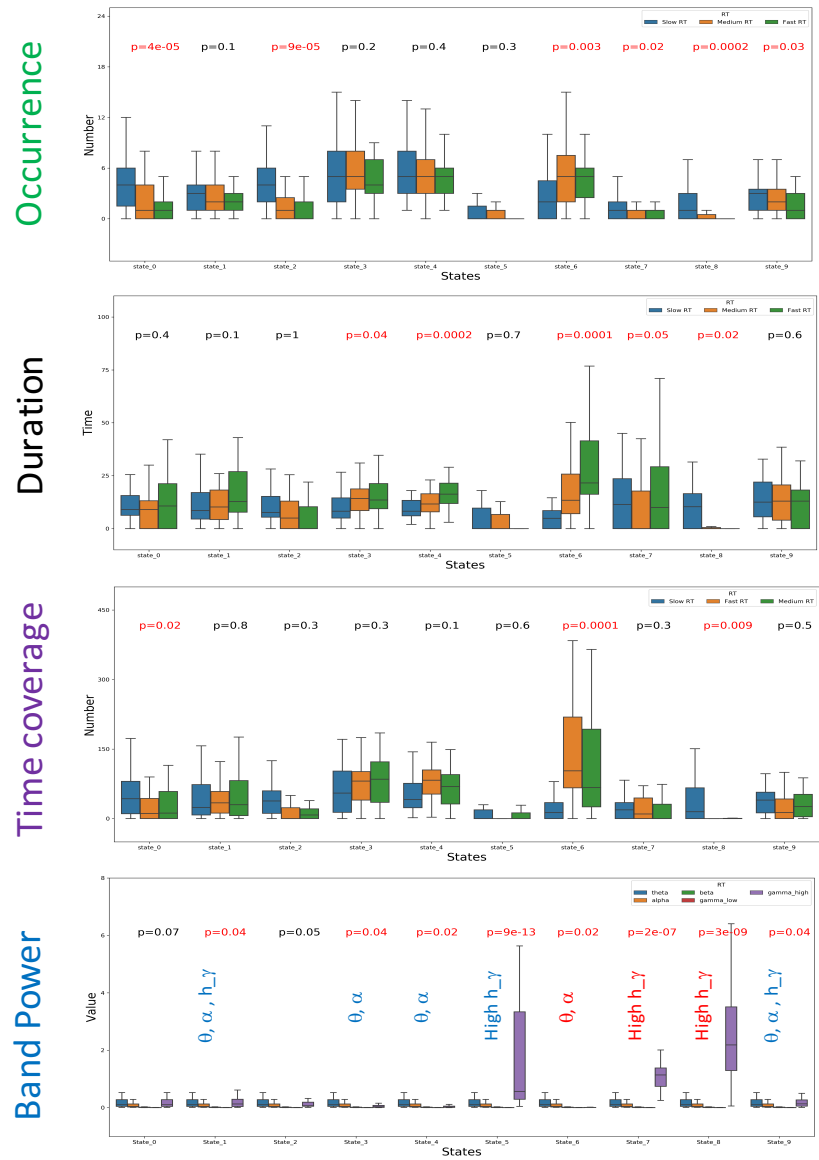 Occurrence
RT
Slow RT Medium RT Fast RT
24
18
12
6
0
Number
p=4e-05 p=0.1 p=9e-05 p=0.2 p=0.4 p=0.3 p=0.003 p=0.02 p=0.0002 p=0.03
state_0 state_1 state_2 state_3 state_4 state_5 state_6 state_7 state_8 state_9
States
Duration
RT
Slow RT Medium RT Fast RT
100
75
50
25
0
Time
p=0.4 p=0.1 p=1 p=0.04 p=0.0002 p=0.7 p=0.0001 p=0.05 p=0.02 p=0.6
state_0 state_1 state_2 state_3 state_4 state_5 state_6 state_7 state_8 state_9
States
Time coverage
RT
Slow RT Fast RT Medium RT
450
300
150
0
Number
p=0.02 p=0.8 p=0.3 p=0.3 p=0.1 p=0.6 p=0.0001 p=0.3 p=0.009 p=0.5
state_0 state_1 state_2 state_3 state_4 state_5 state_6 state_7 state_8 state_9
States
Band Power
RT
theta beta gamma_high
alpha gamma_low
8
6
4
2
0
Value
p=0.07 p=0.04 p=0.05 p=0.04 p=0.02 p=9e-13 p=0.02 p=2e-07 p=3e-09 p=0.04
θ, α , h_γ
θ, α
θ, α
High h_γ
θ, α
High h_γ
High h_γ
θ, α , h_γ
State_0 State_1 State_2 State_3 State_4 State_5 State_6 State_7 State_8 State_9
States